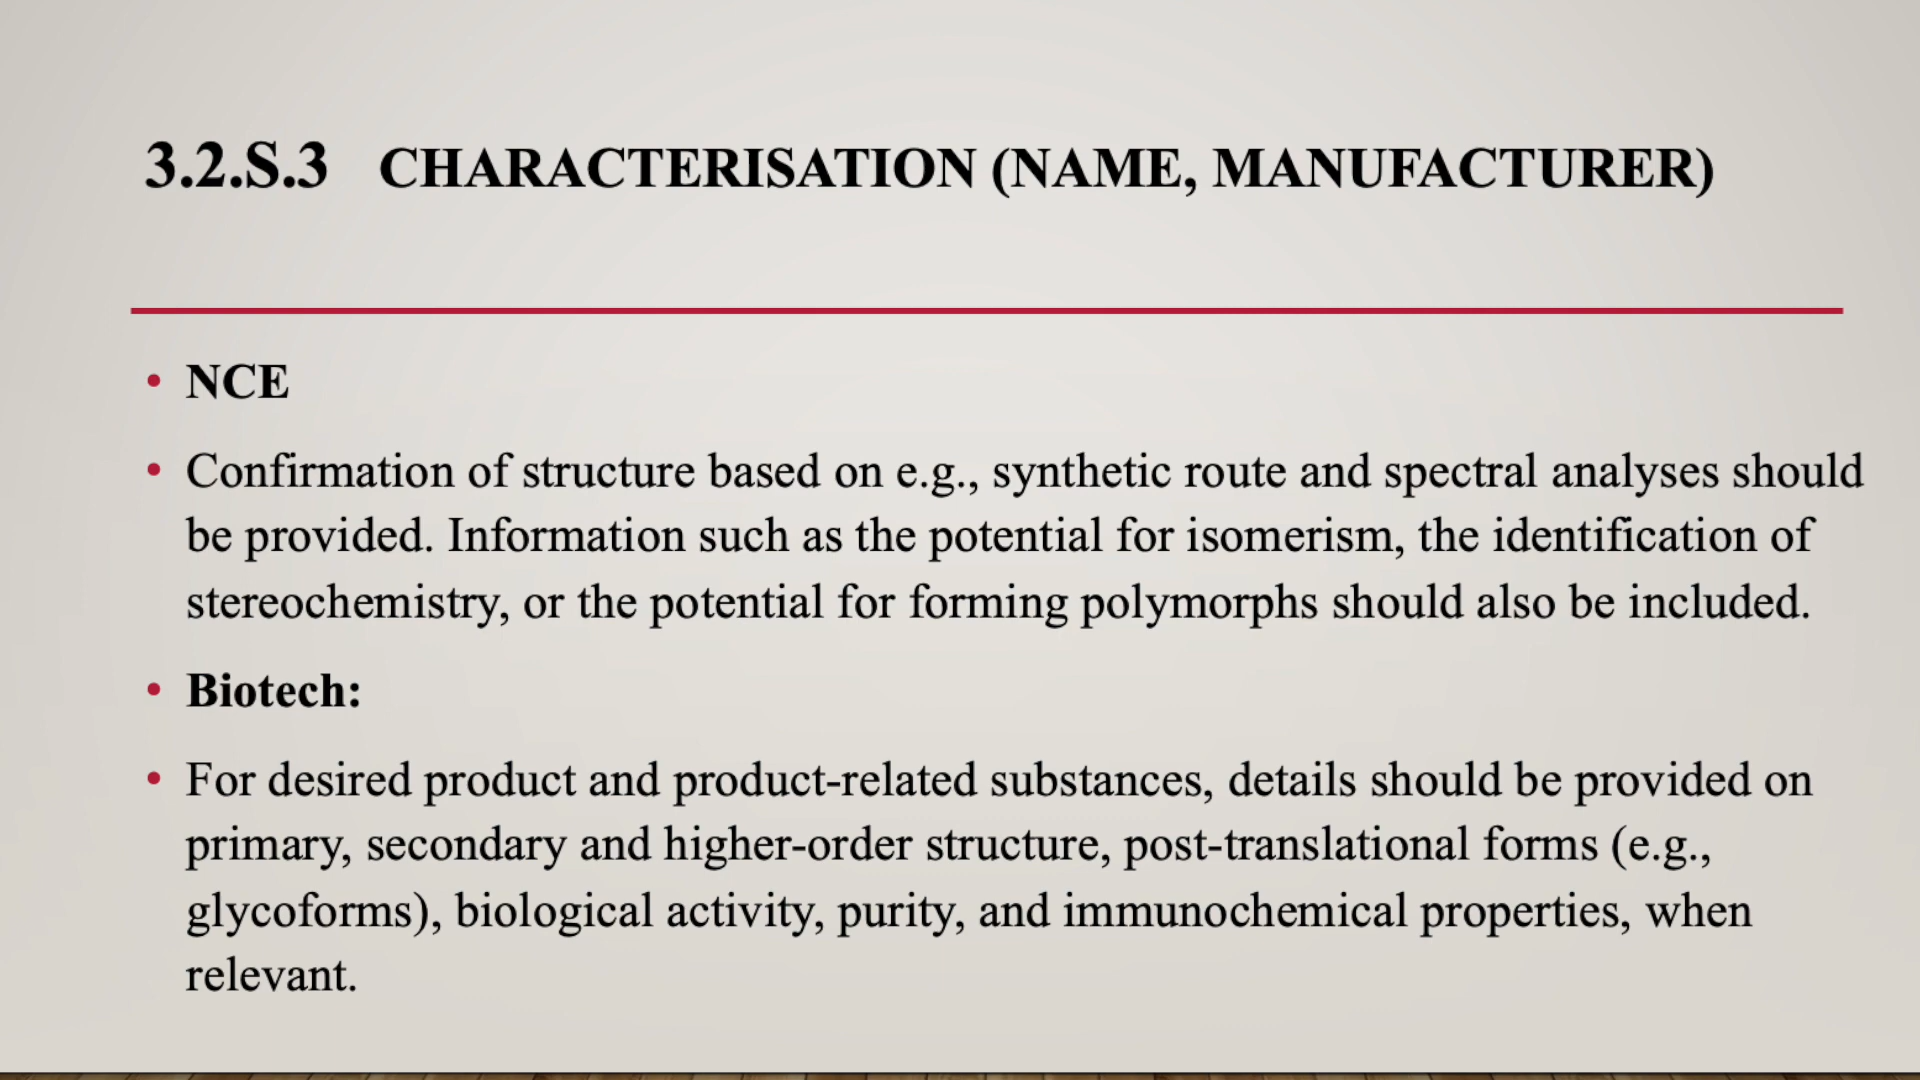 3.2.S.3 CHARACTERISATION (NAME, MANUFACTURER)
• NCE
• Confirmation of structure based on e.g., synthetic route and spectral analyses should
be provided. Information such as the potential for isomerism, the identification of
stereochemistry, or the potential for forming polymorphs should also be included.
• Biotech:
• For desired product and product-related substances, details should be provided on
primary, secondary and higher-order structure, post-translational forms (e.g.,
glycoforms), biological activity, purity, and immunochemical properties, when
relevant.